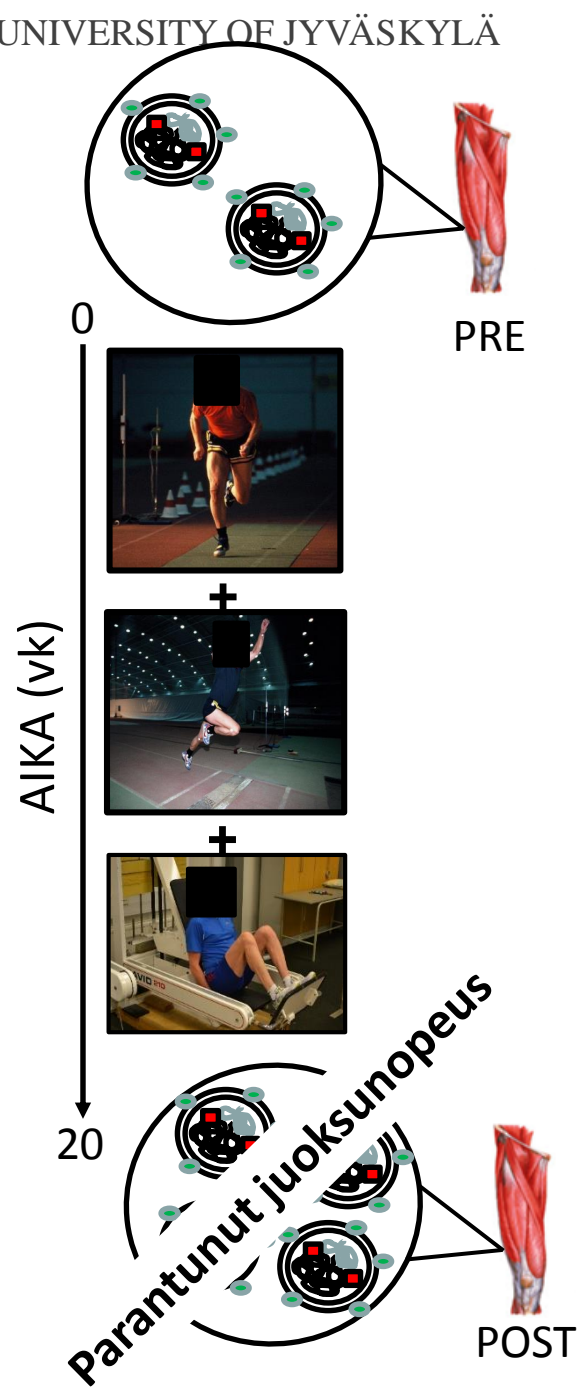 UNIVERSITY OF JYVÄSKYLÄ
0
PRE
+
AIKA (vk)
+
20
Parantunut juoksunopeus
POST